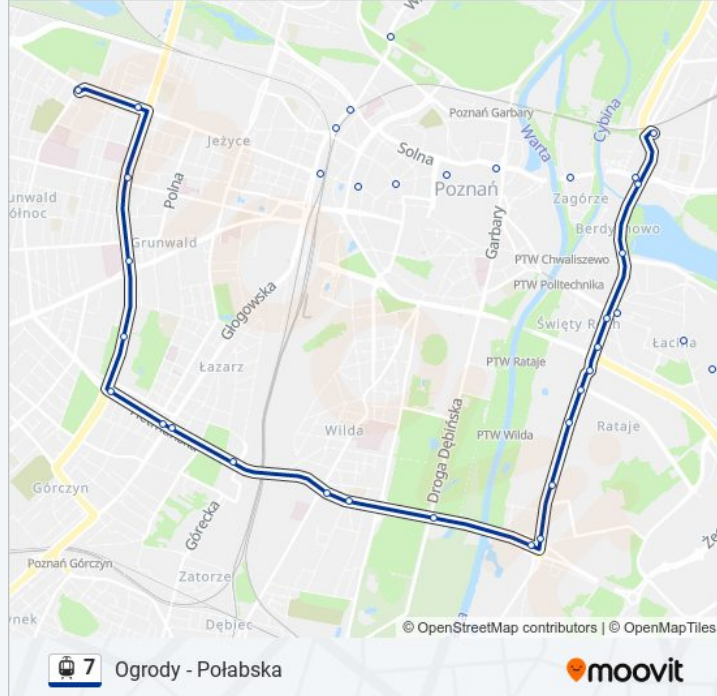 Poznań Garbary
Warta
Cybina
Jeżyce
Solna
Polna
Poznań
Zagórze
Garbary
Berdychowo
Grunwald
PTW Chwaliszewo
PTW Politechnika
Głogowska
Święty Roch
Łacina
PTW Rataje
Łazarz
Droga Dębińska
Hetmańska
Wilda
PTW Wilda
Rataje
Górczyn
Górecka
Poznań Górczyn
Zatorze
Dębiec
© OpenStreetMap contributors | © OpenMapTiles
7 Ogrody - Połabska
moovit